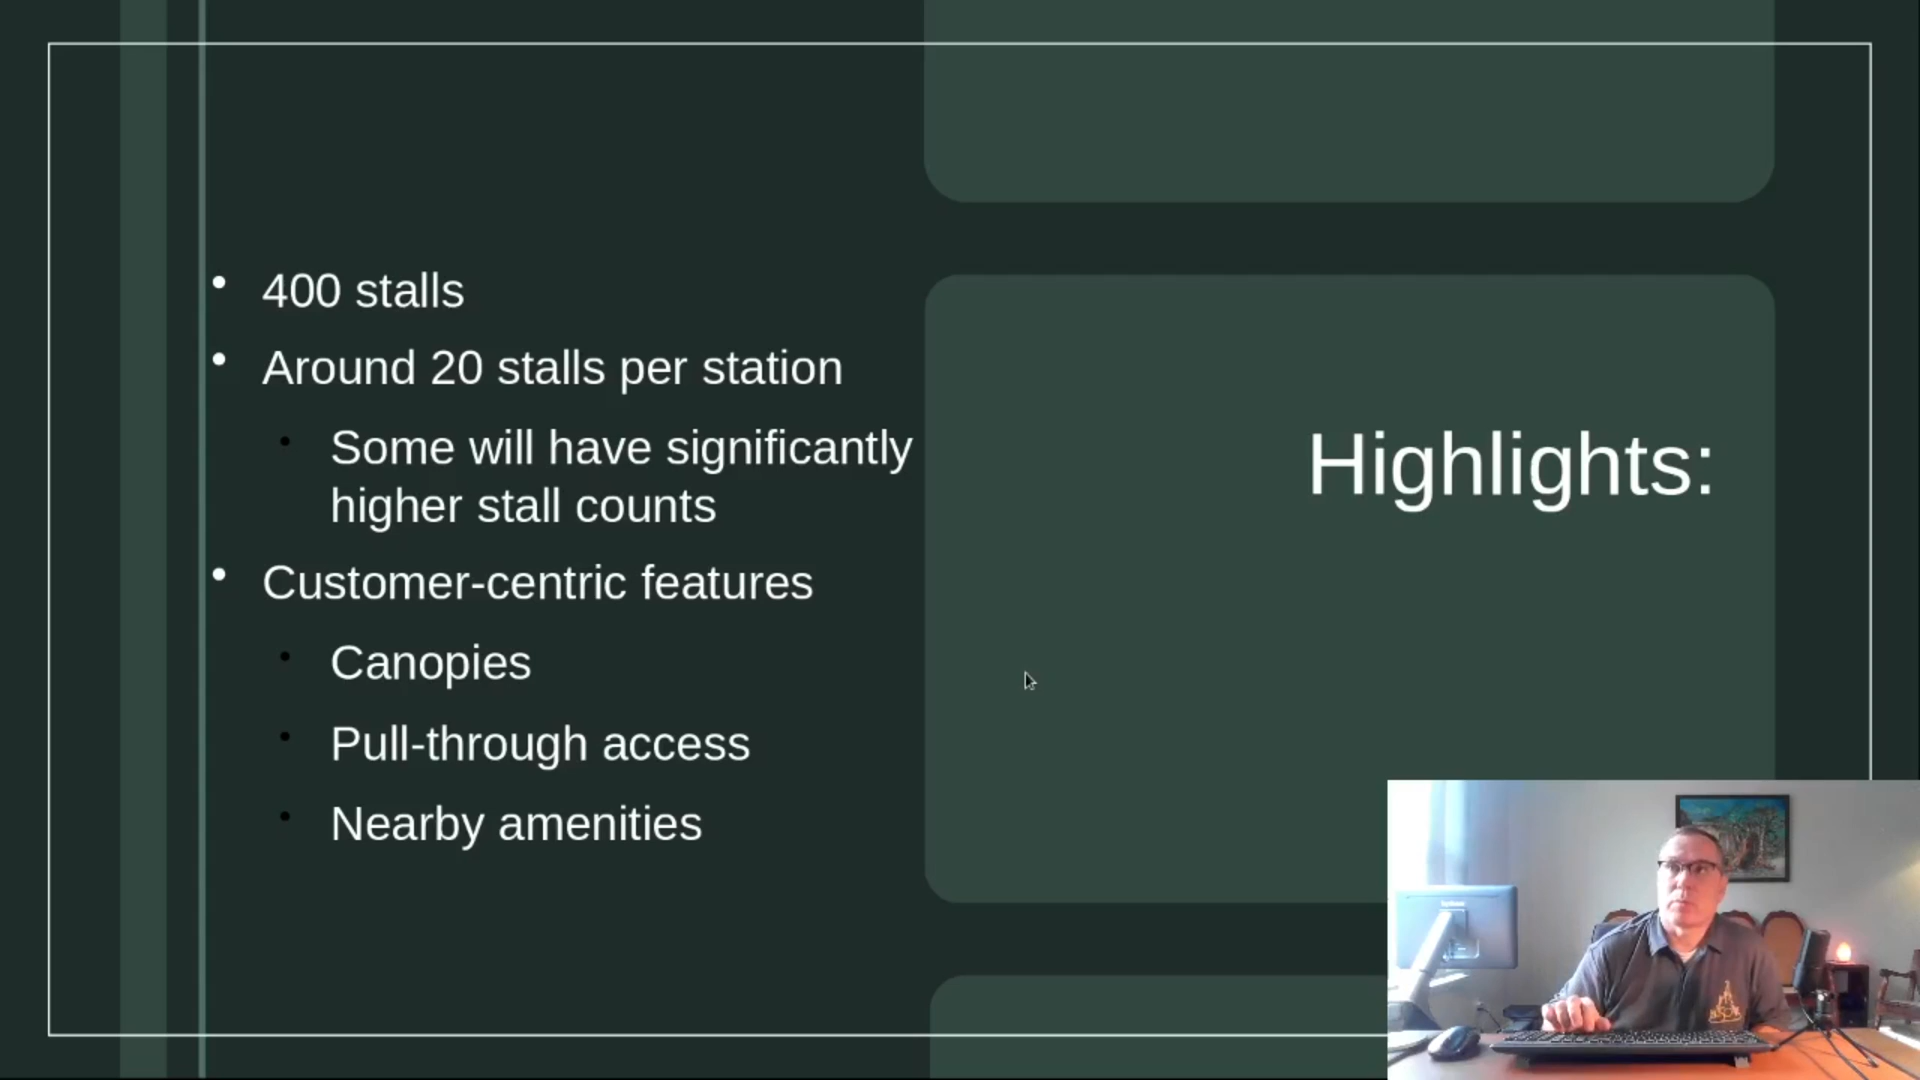 400 stalls
Around 20 stalls per station
Some will have significantly
higher stall counts
Customer-centric features
Canopies
Pull-through access
Nearby amenities
Highlights: